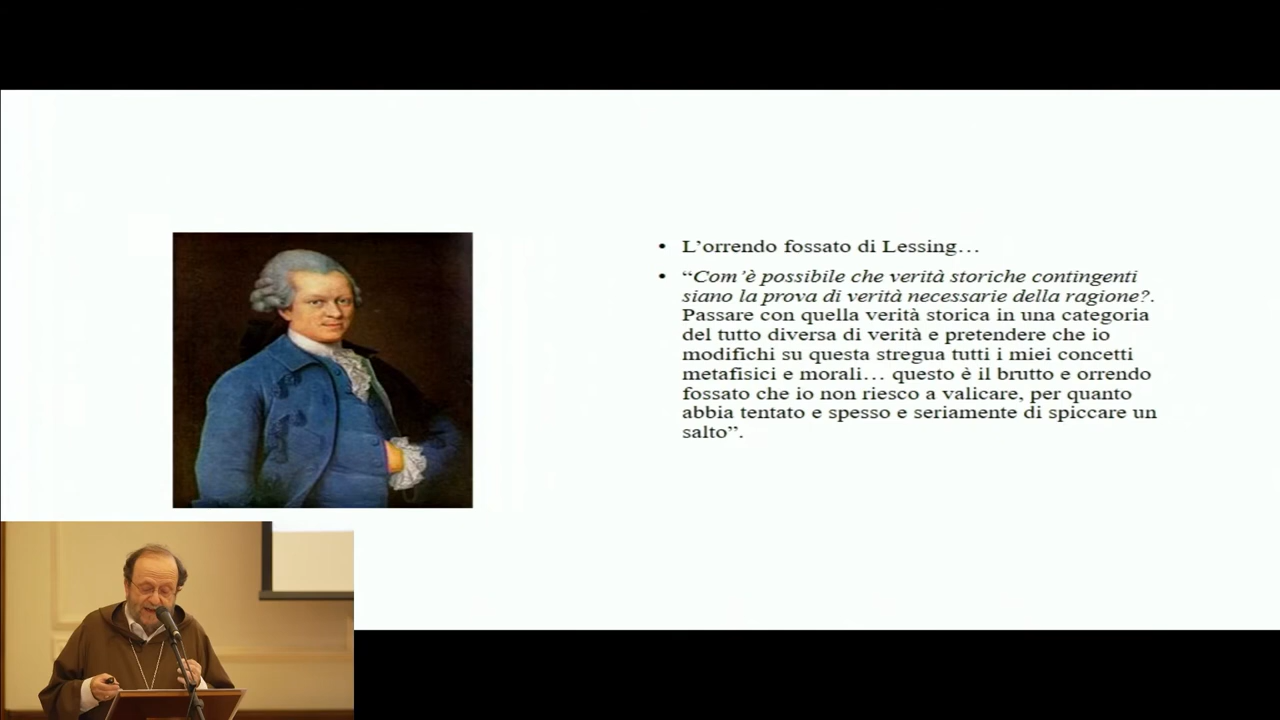 • L’orrendo fossato di Lessing…
• “Com’è possibile che verità storiche contingenti
siano la prova di verità necessarie della ragione?.
Passare con quella verità storica in una categoria
del tutto diversa di verità e pretendere che io
modifichi su questa stregua tutti i miei concetti
metafisici e morali… questo è il brutto e orrendo
fossato che io non riesco a valicare, per quanto
abbia tentato e spesso e seriamente di spiccare un
salto”.